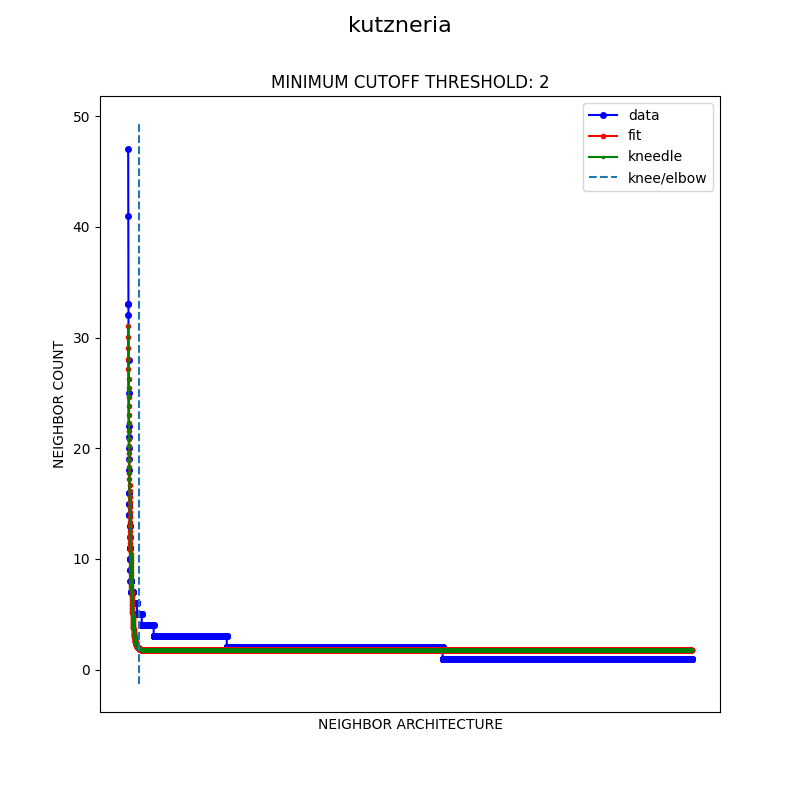 kutzneria
MINIMUM CUTOFF THRESHOLD: 2
data
fit
kneedle
knee/elbow
50
40
30
20
10
0
NEIGHBOR COUNT
NEIGHBOR ARCHITECTURE